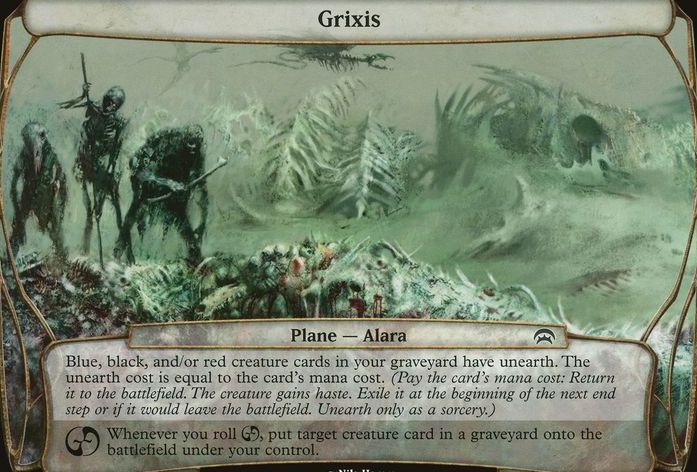 Grixis
Plane — Alara
Blue, black, and/or red creature cards in your graveyard have unearth. The
unearth cost is equal to the card's mana cost. (Pay the card's mana cost: Return
it to the battlefield. The creature gains haste. Exile it at the beginning of the next end
step or if it would leave the battlefield. Unearth only as a sorcery.)
Whenever you roll , put target creature card in a graveyard onto the
battlefield under your control.